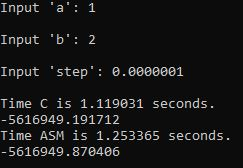 Input 'a': 1
Input 'b': 2
Input 'step': 0.0000001
Time C is 1.119031 seconds.
-5616949.191712
Time ASM is 1.253365 seconds.
-5616949.870406